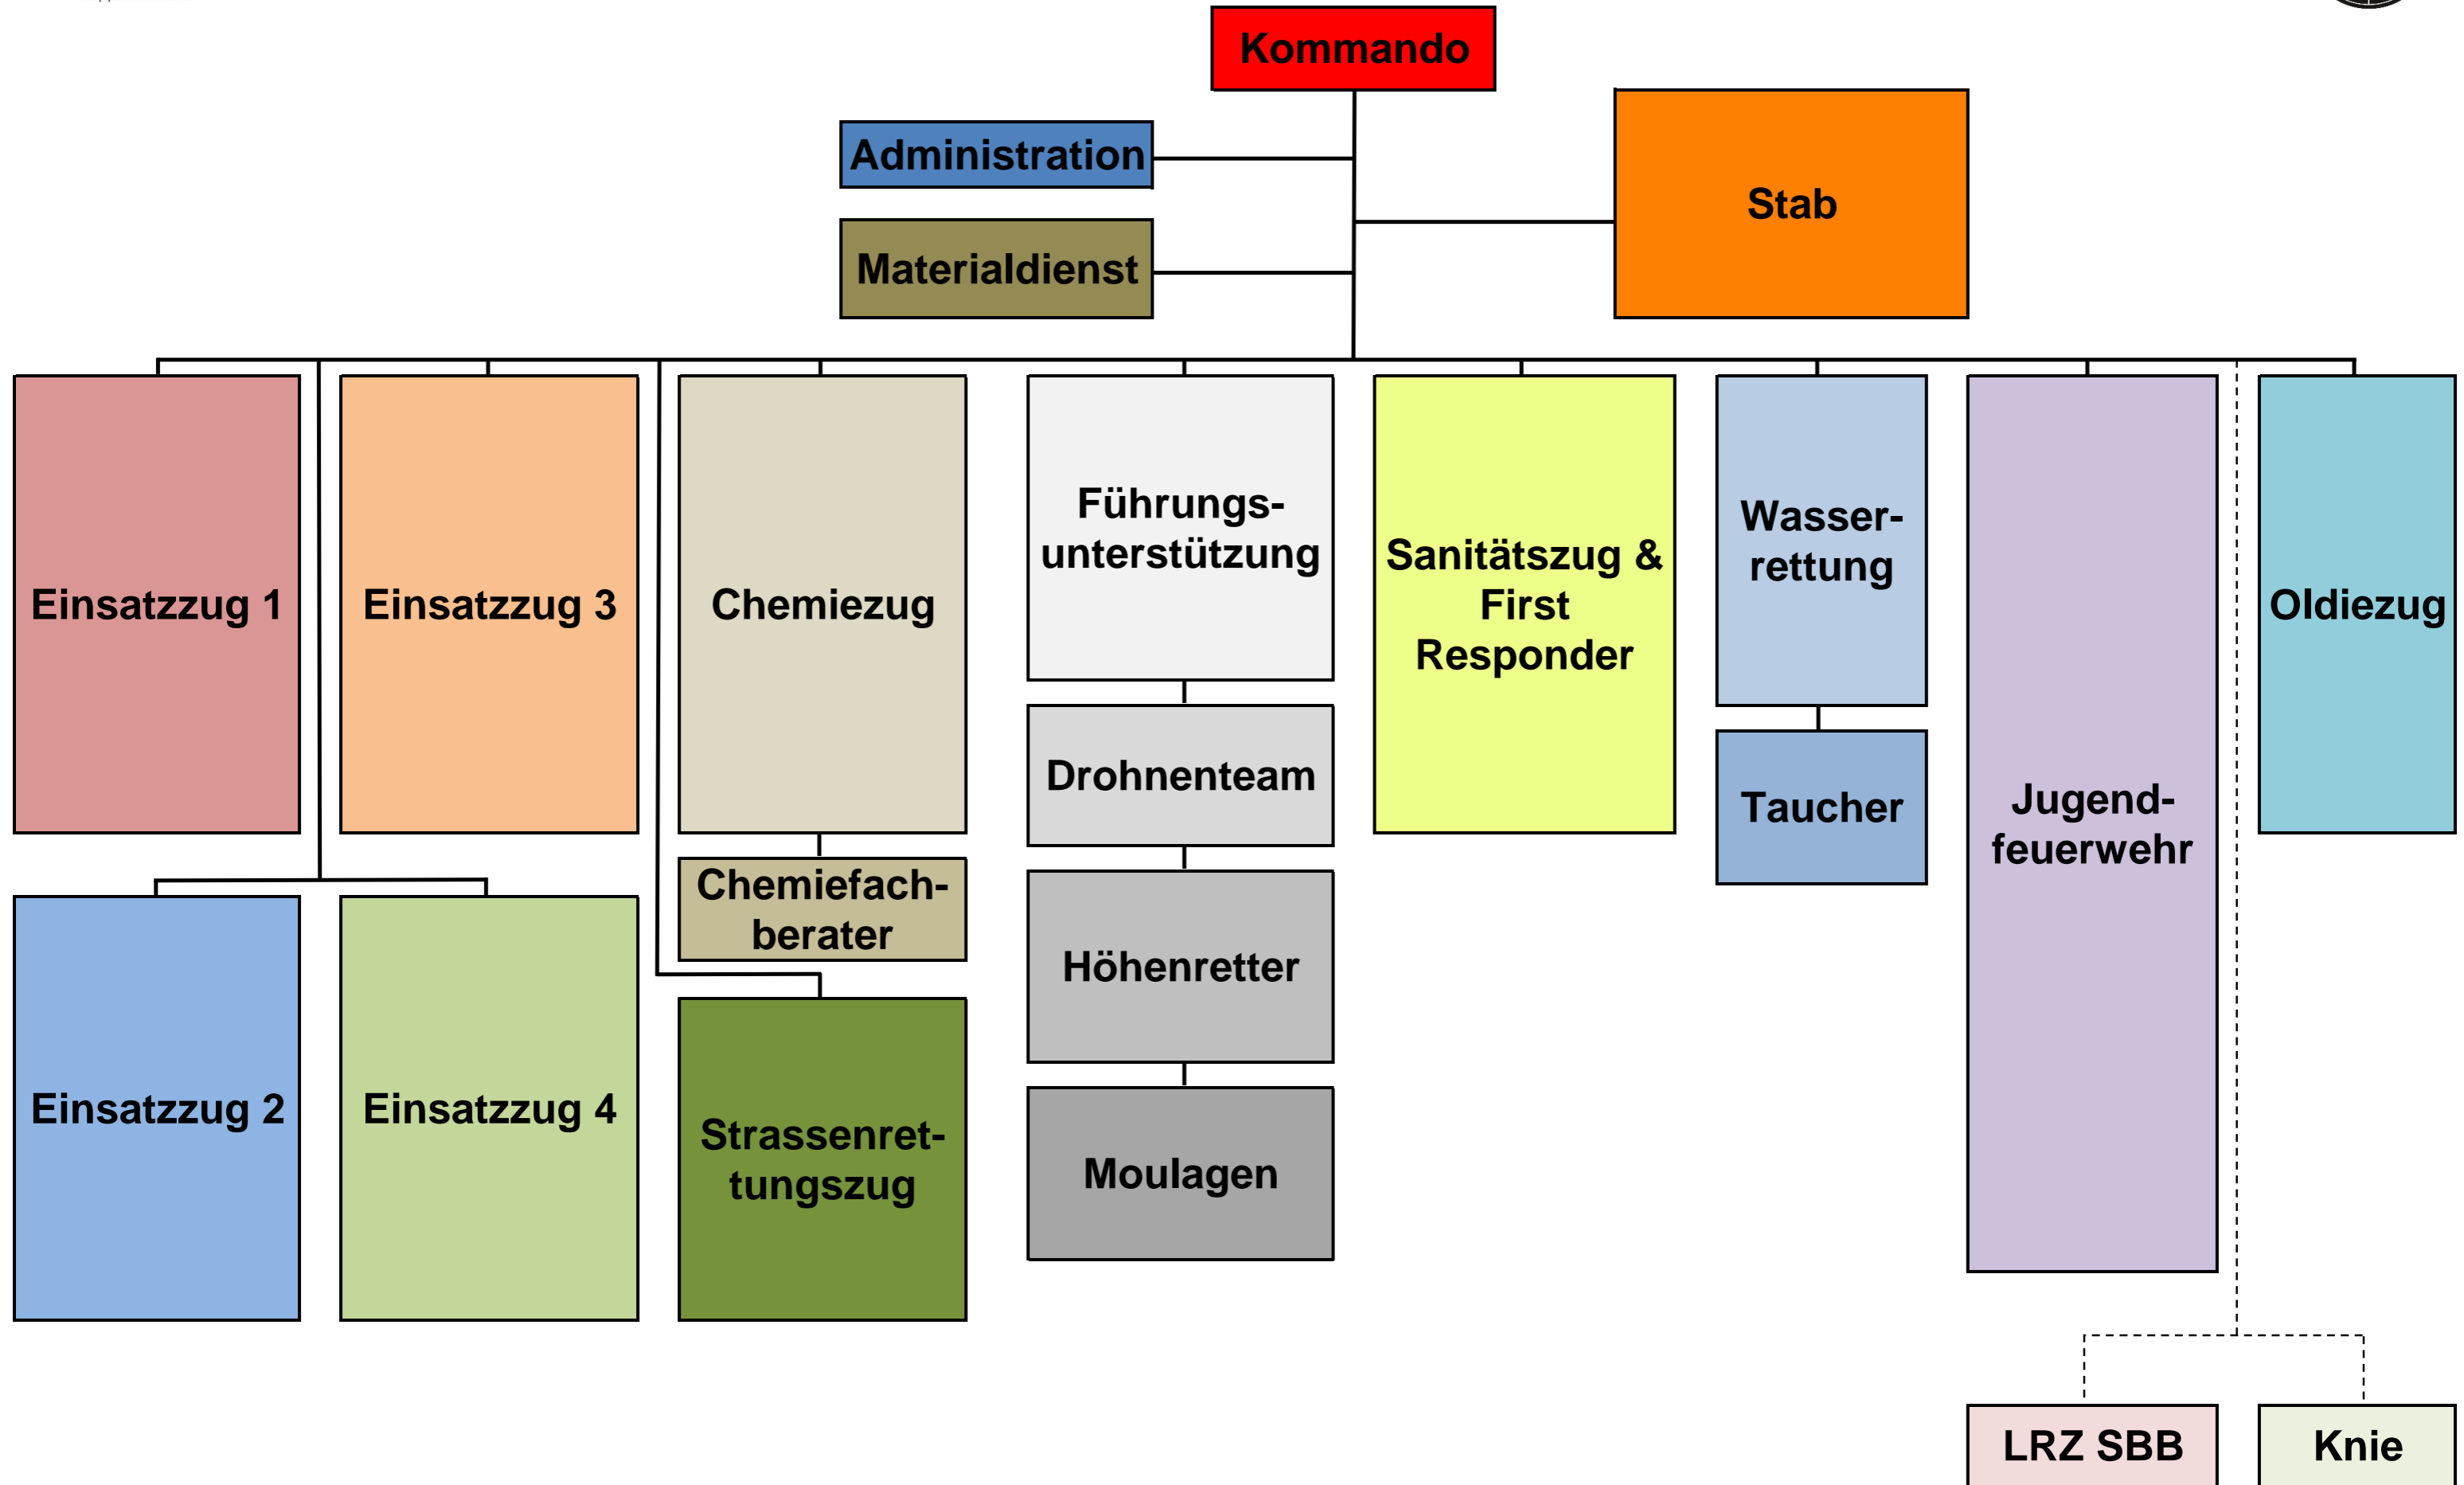 Kommando
Administration
Stab
Materialdienst
Einsatzzug 1
Einsatzzug 3
Chemiezug
Führungs-
unterstützung
Sanitätszug &
First
Responder
Wasser-
rettung
Oldiezug
Drohnenteam
Taucher
Jugend-
feuerwehr
Chemiefach-
berater
Höhenretter
Einsatzzug 2
Einsatzzug 4
Strassenret-
tungszug
Moulagen
LRZ SBB
Knie